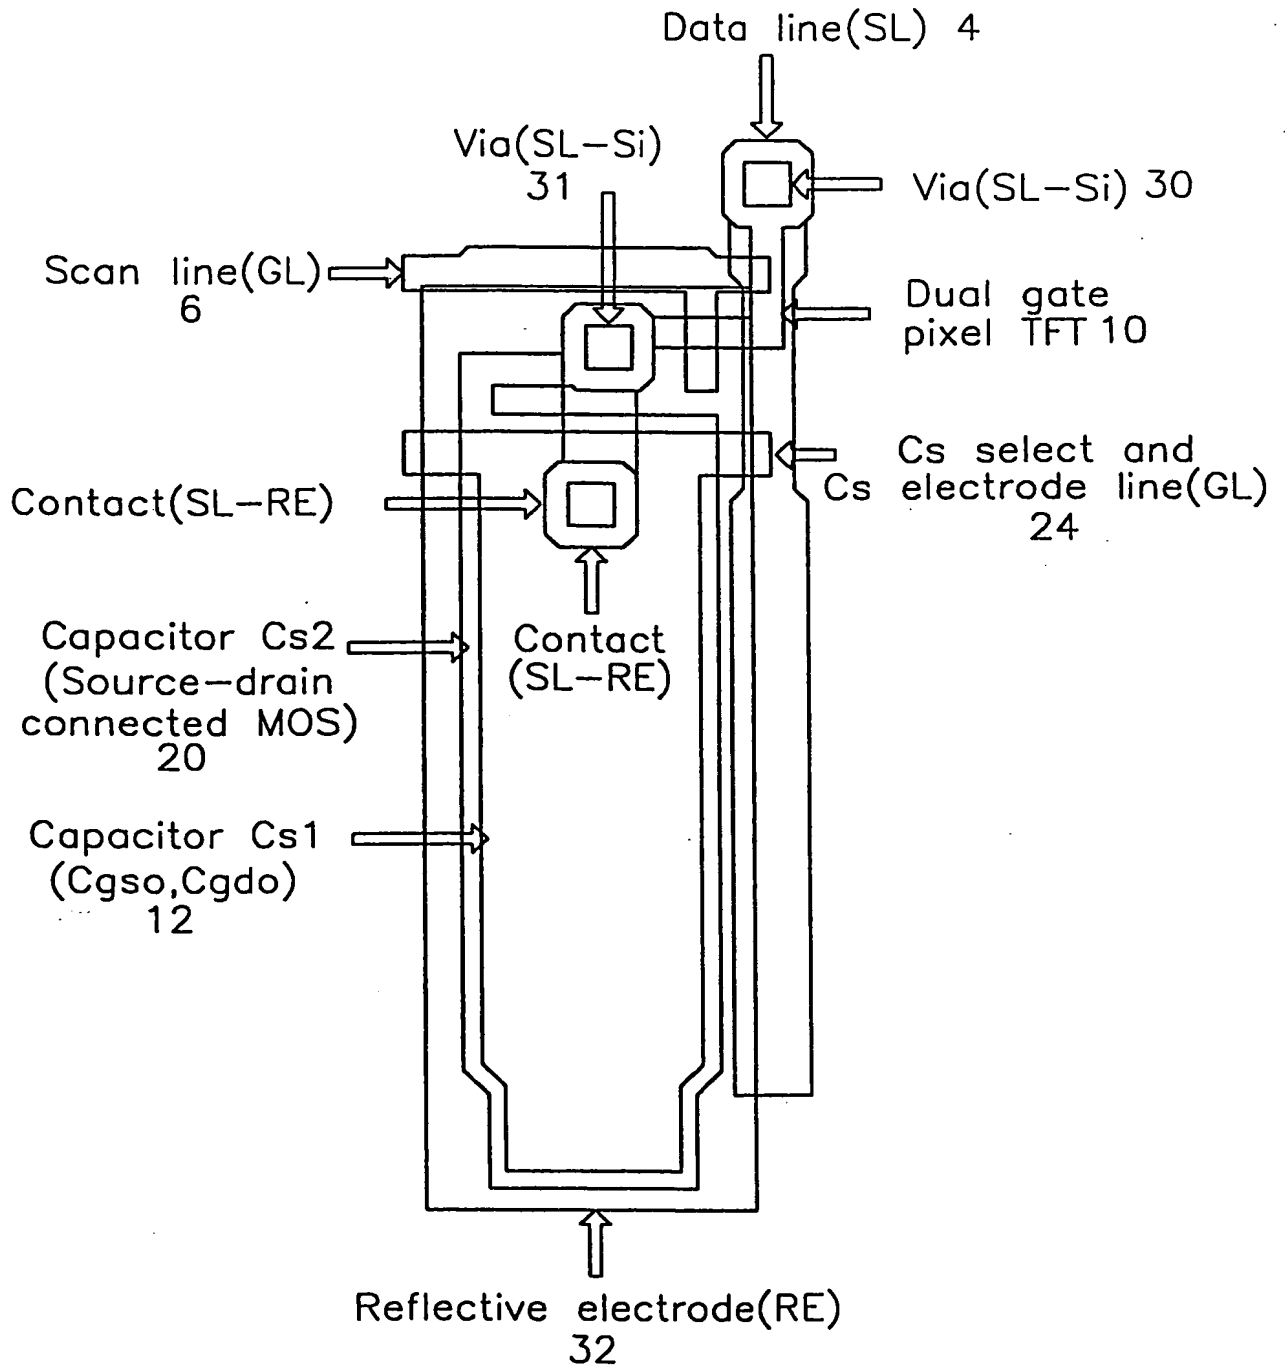 Data line(SL) 4
Via(SL-Si)
31
Via(SL-Si) 30
Scan line(GL)
6
Dual gate
pixel TFT 10
Cs select and
Cs electrode line(GL)
24
Contact(SL-RE)
Contact
(SL-RE)
Capacitor Cs2
(Source-drain
connected MOS)
20
Capacitor Cs1
(Cgso,Cgdo)
12
Reflective electrode(RE)
32